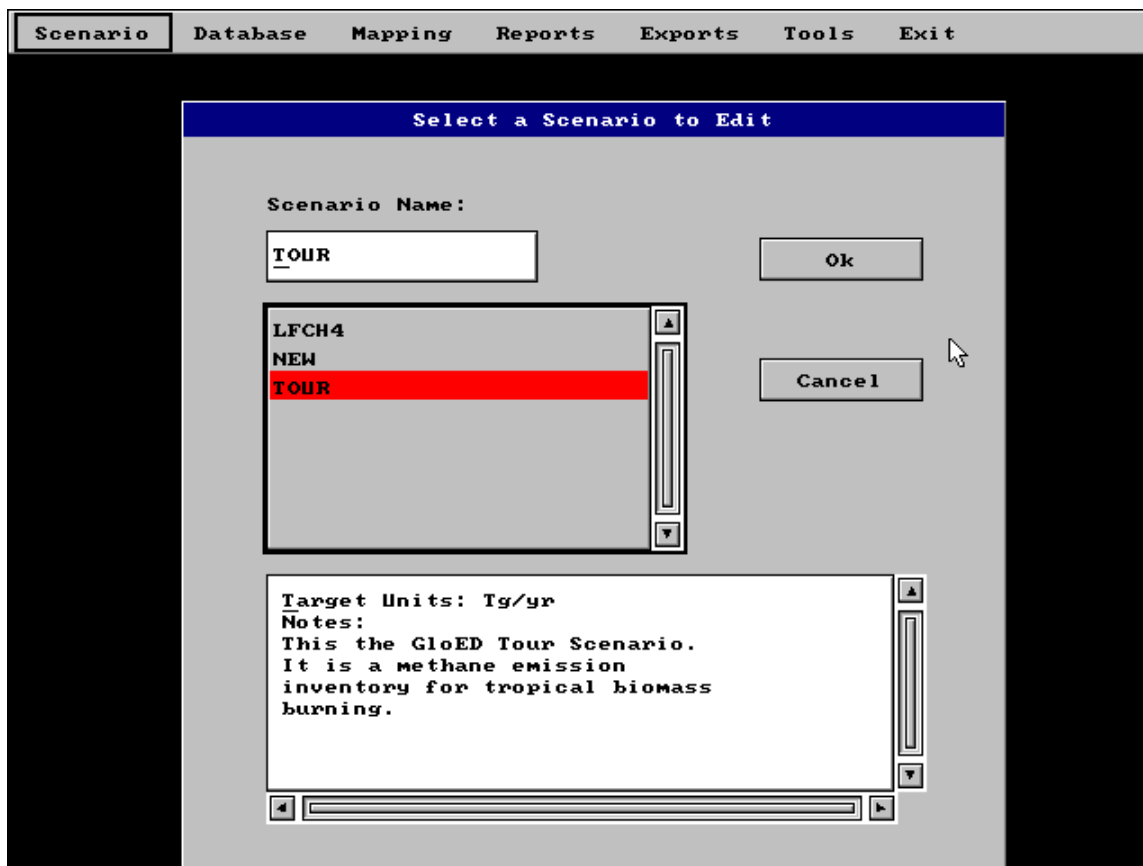 Scenario Database Mapping Reports Exports Tools Exit
Select a Scenario to Edit
Scenario Name:
TOUR
Ok
LFCH4
NEW
TOUR
Cancel
Target Units: Tg/yr
Notes:
This the GloED Tour Scenario.
It is a methane emission
inventory for tropical biomass
burning.